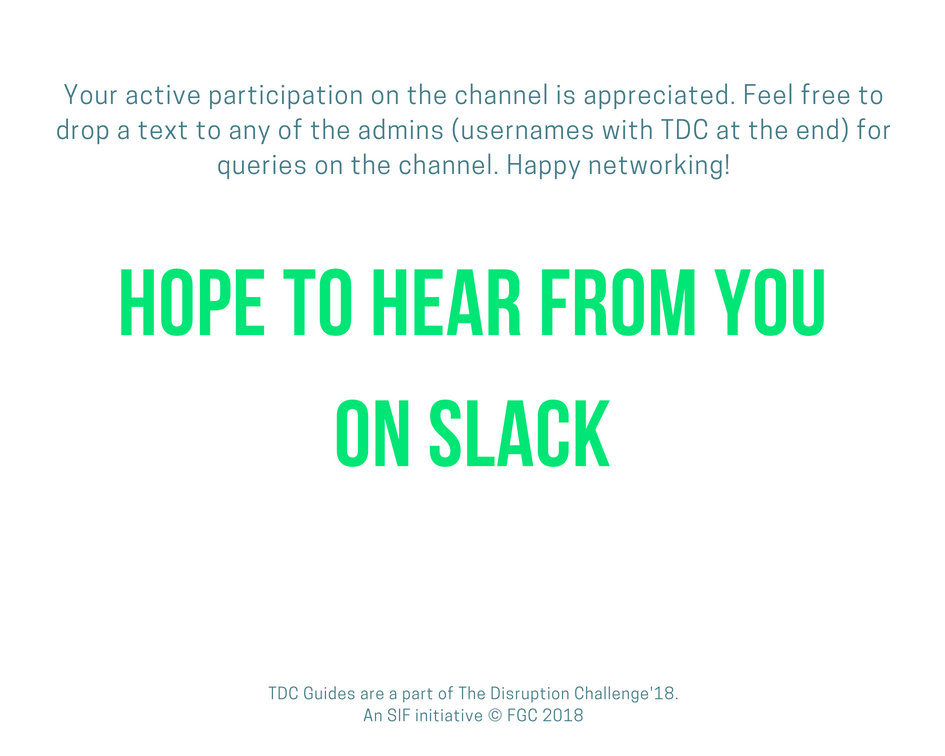 Your active participation on the channel is appreciated. Feel free to
drop a text to any of the admins (usernames with TDC at the end) for
queries on the channel. Happy networking!
HOPE TO HEAR FROM YOU
ON SLACK
TDC Guides are a part of The Disruption Challenge'18.
An SIF initiative © FGC 2018